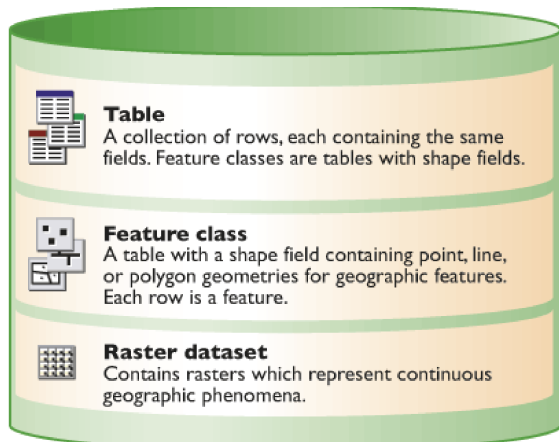 Table
A collection of rows, each containing the same
fields. Feature classes are tables with shape fields.
Feature class
A table with a shape field containing point, line,
or polygon geometries for geographic features.
Each row is a feature.
Raster dataset
Contains rasters which represent continuous
geographic phenomena.